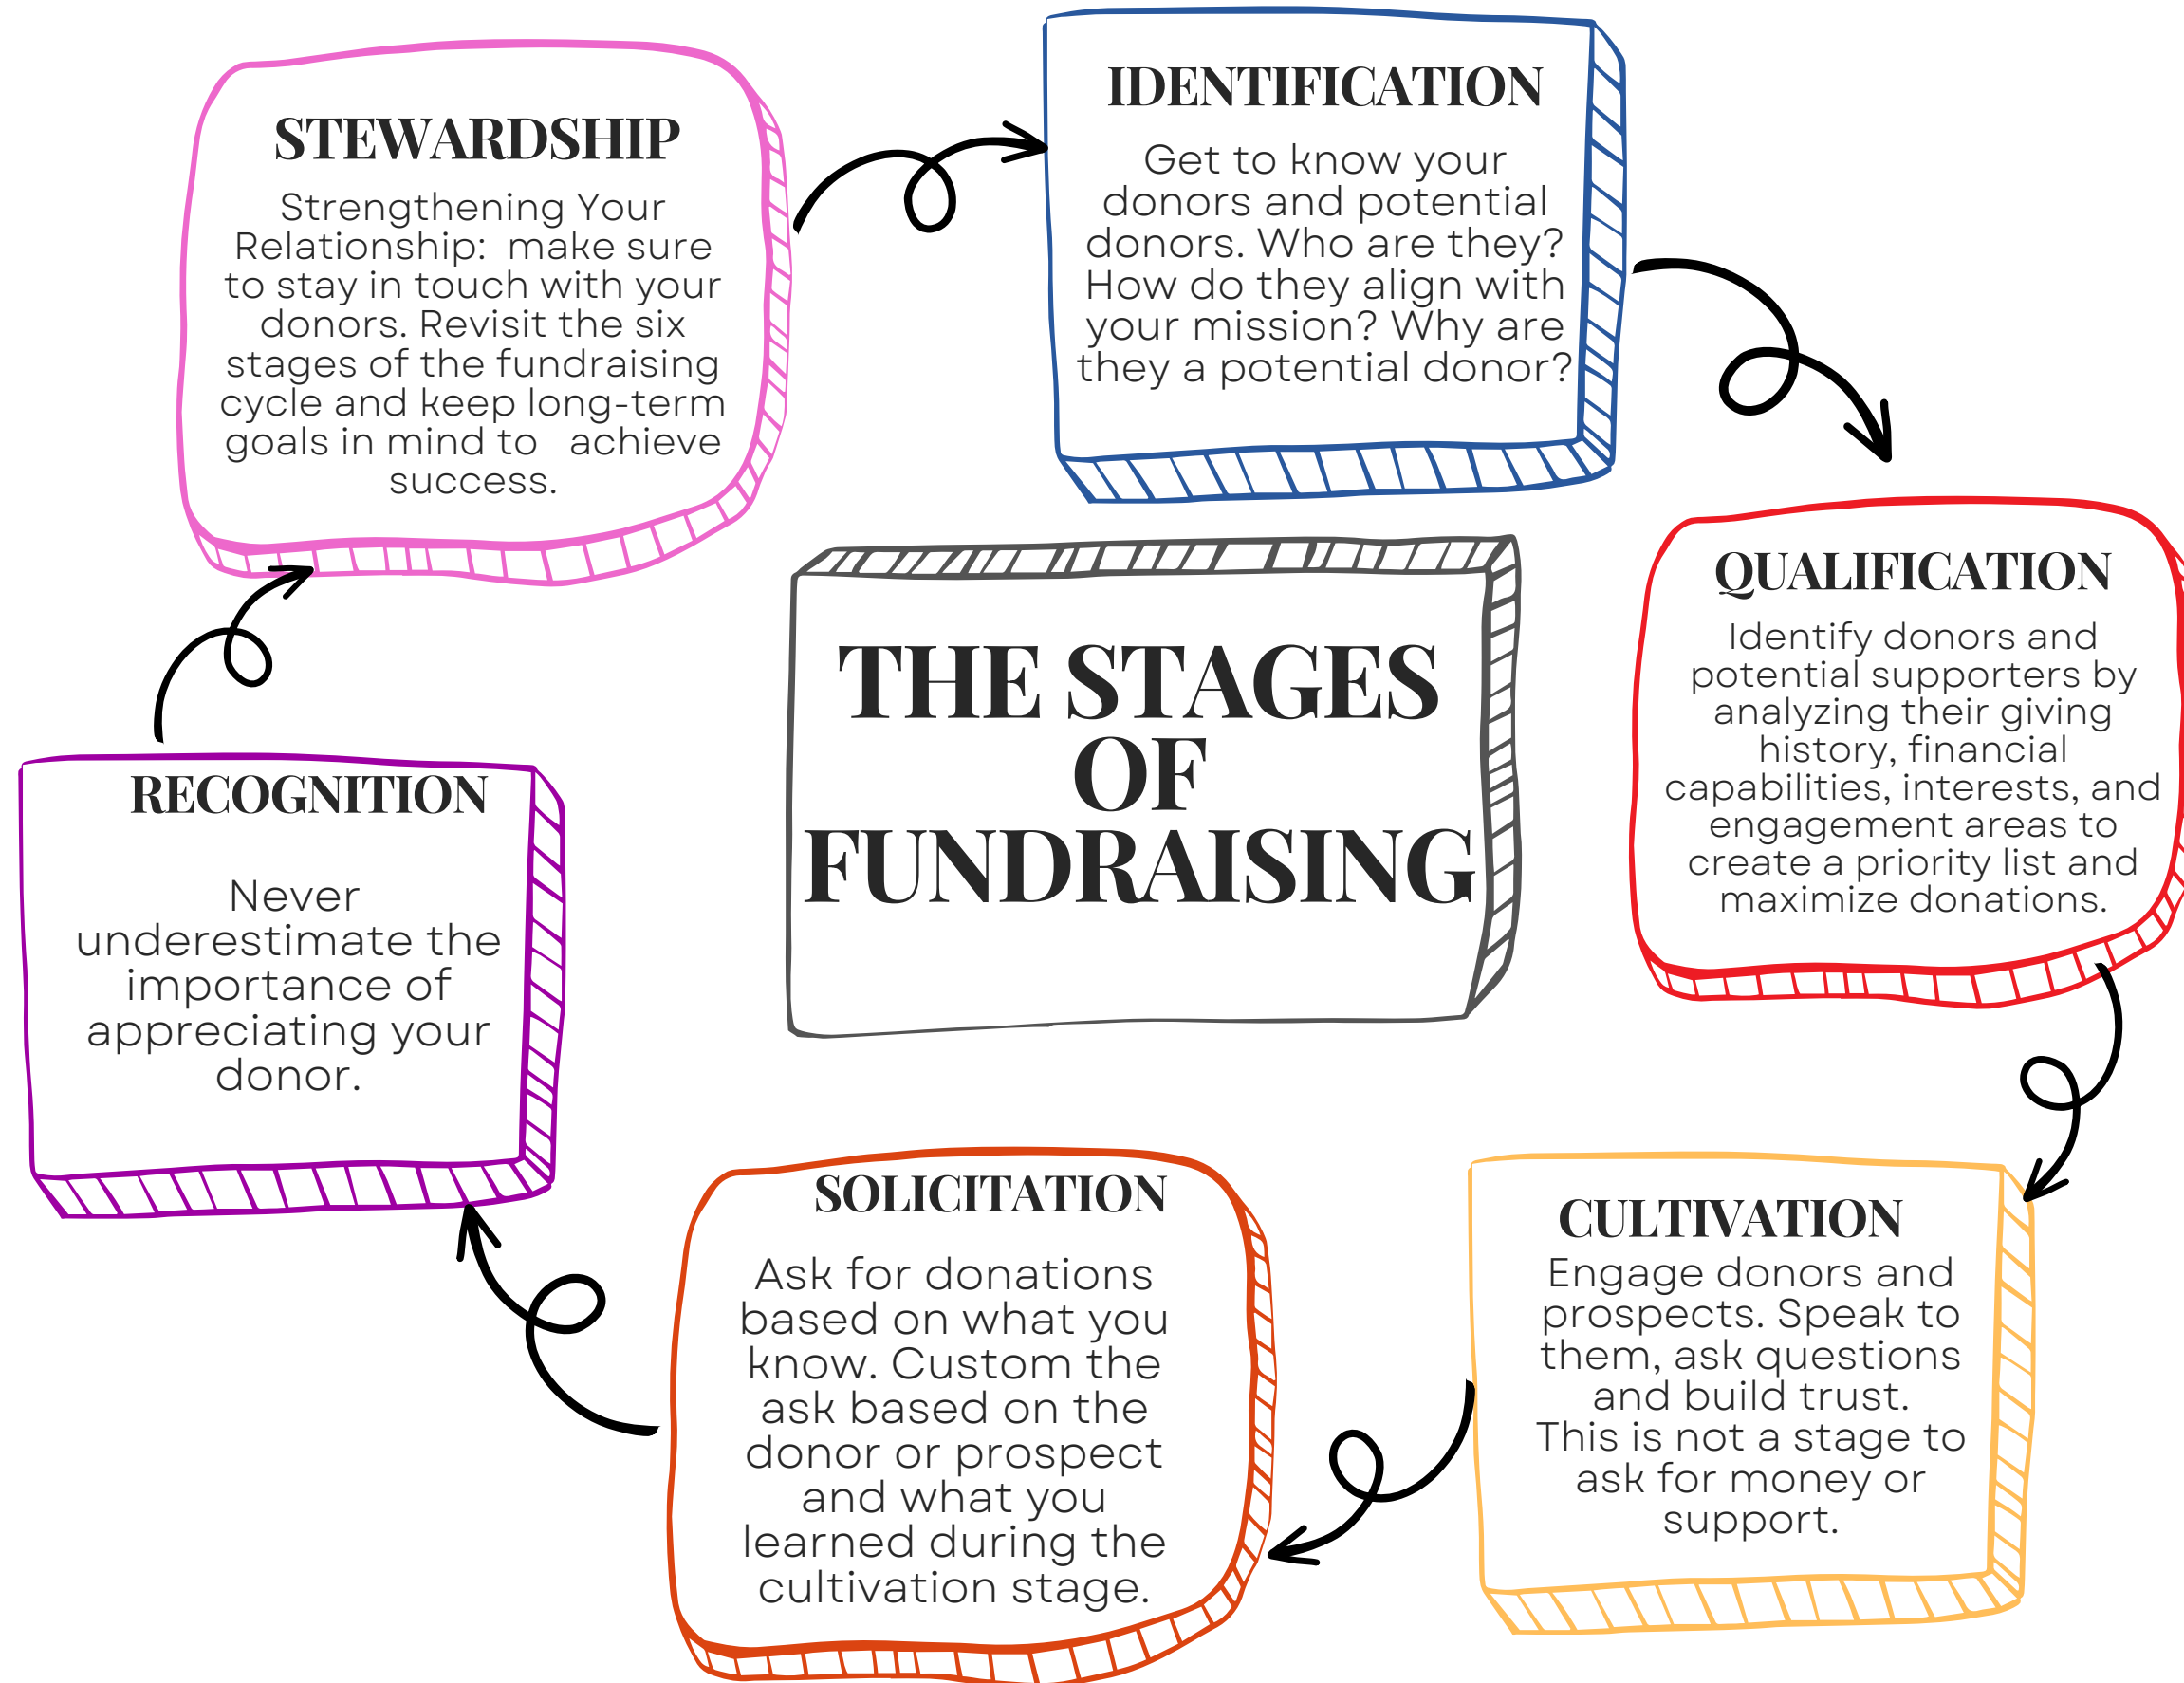 STEWARDSHIP
Strengthening Your
Relationship:  make sure
to stay in touch with your
donors. Revisit the six
stages of the fundraising
cycle and keep long-term
goals in mind to   achieve
success.
IDENTIFICATION
Get to know your
donors and potential
donors. Who are they?
How do they align with
your mission? Why are
they a potential donor?
THE STAGES
OF
FUNDRAISING
QUALIFICATION
Identify donors and
potential supporters by
analyzing their giving
history, financial
capabilities, interests, and
engagement areas to
create a priority list and
maximize donations.
RECOGNITION
Never
underestimate the
importance of
appreciating your
donor.
SOLICITATION
Ask for donations
based on what you
know. Custom the
ask based on the
donor or prospect
and what you
learned during the
cultivation stage.
CULTIVATION
Engage donors and
prospects. Speak to
them, ask questions
and build trust.
This is not a stage to
ask for money or
support.